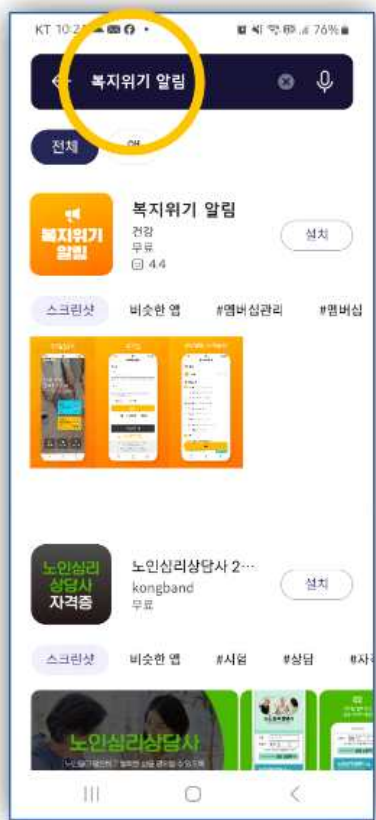 KT 10:2
76%
복지위기 알림
전체
앱
복지위기
알림
복지위기 알림
건강
무료
4.4
설치
스크린샷 비슷한 앱 #멤버십관리 #멤버십
노인심리
상담사
자격증
노인심리상담사 2…
kongband
무료
설치
스크린샷 비슷한 앱 #시험 #상담 #자
노인심리상담사